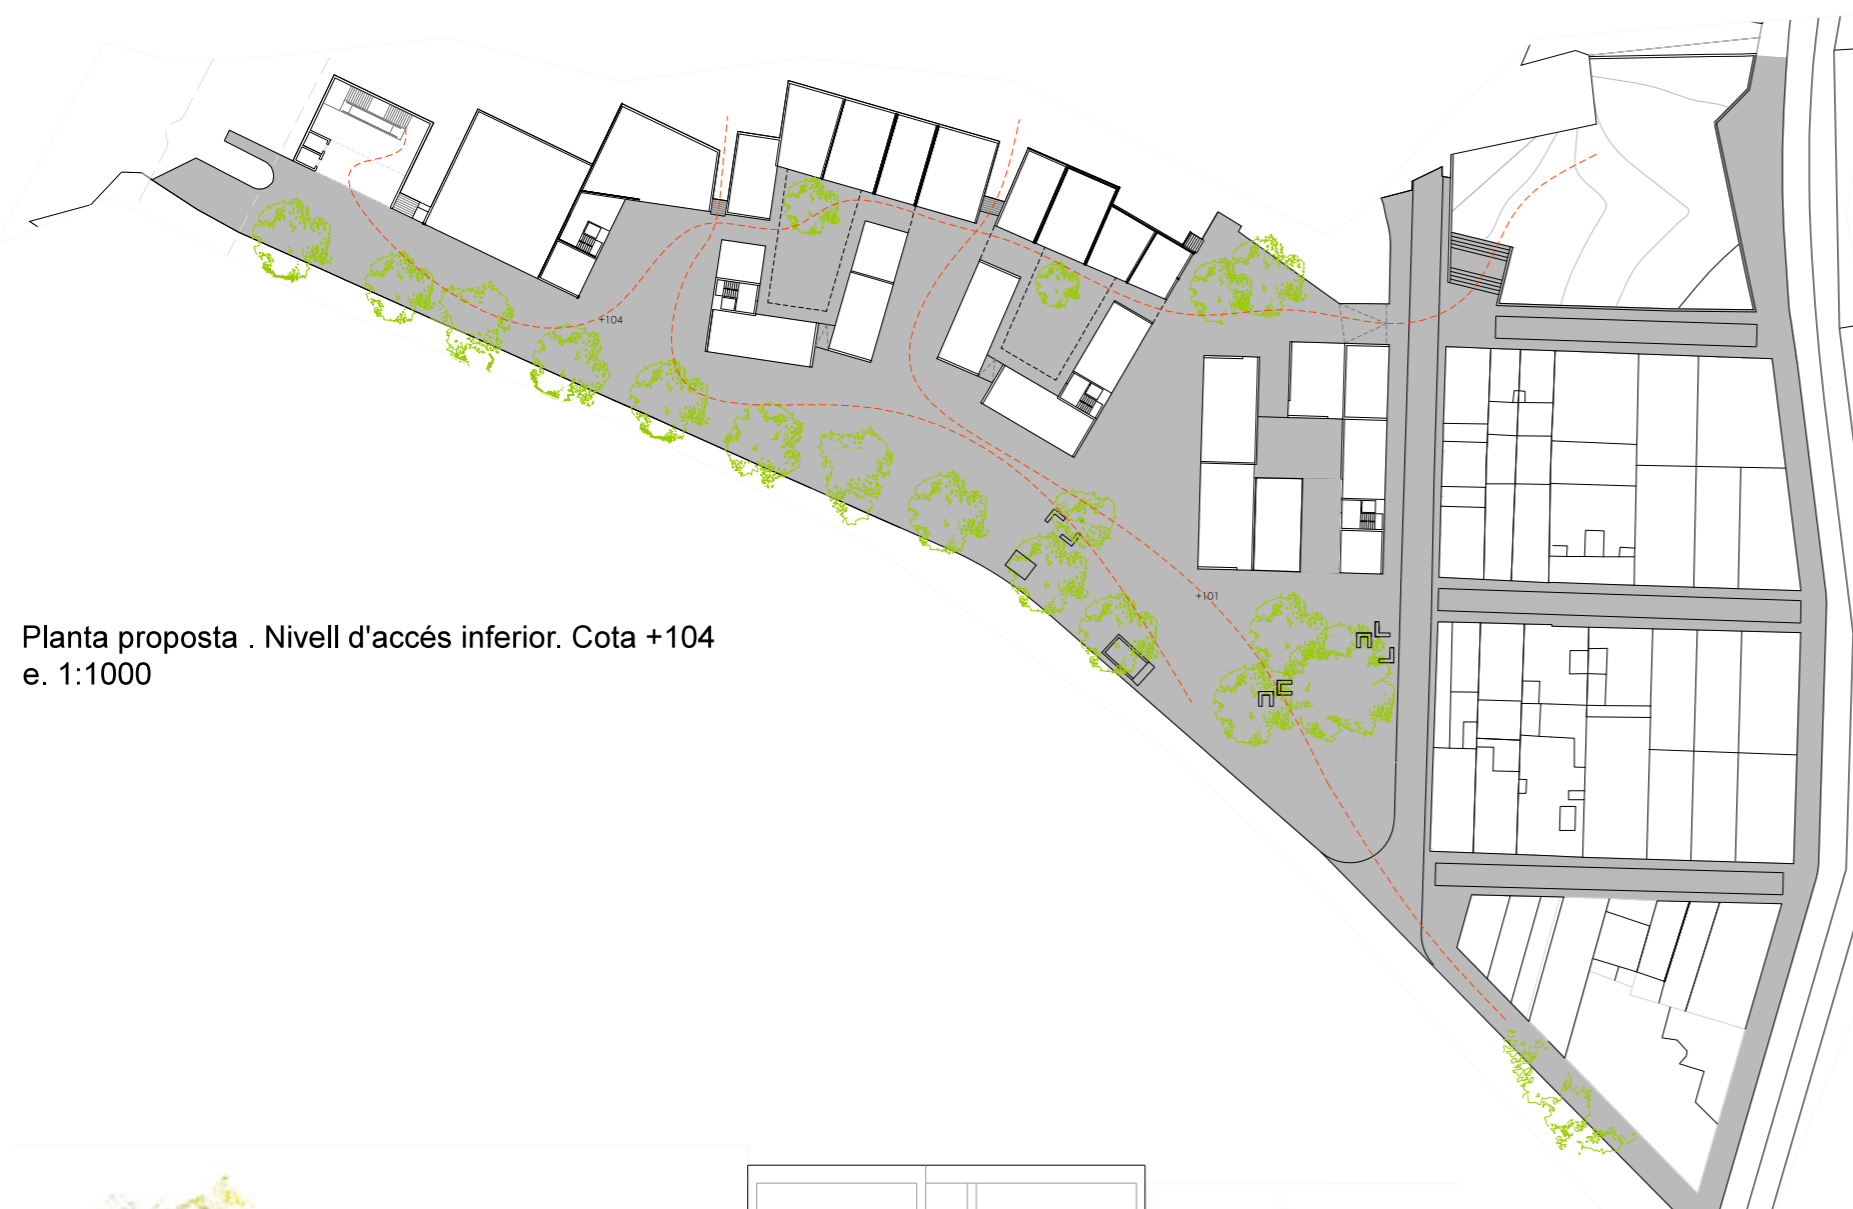 +104
+101
Planta proposta . Nivell d'accés inferior. Cota +104
e. 1:1000